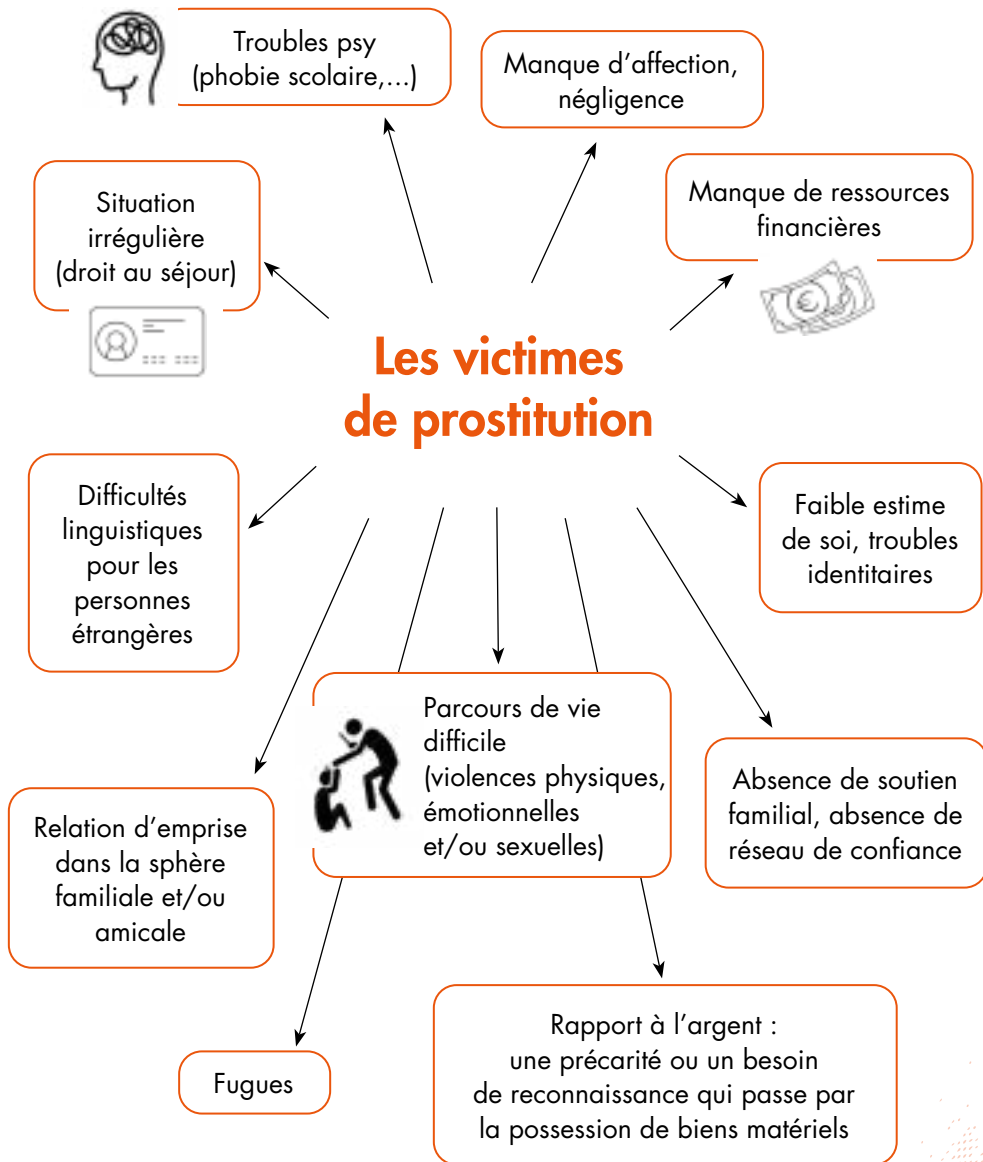 Troubles psy
(phobie scolaire,...)
Manque d'affection,
négligence
Situation
irrégulière
(droit au séjour)
Manque de ressources
financières
€
Les victimes
de prostitution
Difficultés
linguistiques
pour les
personnes
étrangères
Faible estime
de soi, troubles
identitaires
Parcours de vie
difficile
(violences physiques,
émotionnelles
et/ou sexuelles)
Absence de soutien
familial, absence de
réseau de confiance
Relation d'emprise
dans la sphère
familiale et/ou
amicale
Fugues
Rapport à l'argent :
une précarité ou un besoin
de reconnaissance qui passe par
la possession de biens matériels